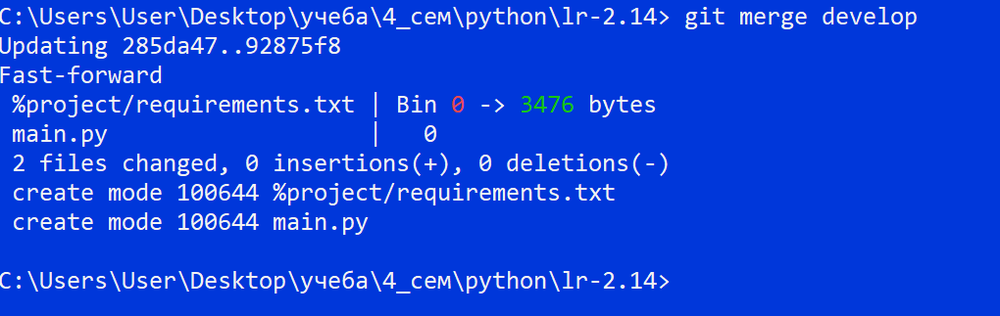 C:\Users\User\Desktop\учеба\4_сем\python\lr-2.14> git merge develop
Updating 285da47..92875f8
Fast-forward
 %project/requirements.txt | Bin 0 -> 3476 bytes
 main.py                   |   0
 2 files changed, 0 insertions(+), 0 deletions(-)
 create mode 100644 %project/requirements.txt
 create mode 100644 main.py
C:\Users\User\Desktop\учеба\4_сем\python\lr-2.14>